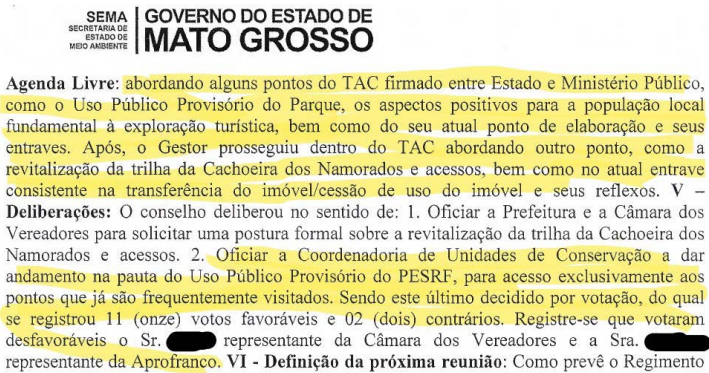 SEMA
SECRETARIA DE
ESTADO DE
MEIO AMBIENTE
GOVERNO DO ESTADO DE
MATO GROSSO
Agenda Livre: abordando alguns pontos do TAC firmado entre Estado e Ministério Público,
como o Uso Público Provisório do Parque, os aspectos positivos para a população local
fundamental à exploração turística, bem como do seu atual ponto de elaboração e seus
entraves. Após, o Gestor prosseguiu dentro do TAC abordando outro ponto, como a
revitalização da trilha da Cachoeira dos Namorados e acessos, bem como no atual entrave
consistente na transferência do imóvel/cessão de uso do imóvel e seus reflexos. V –
Deliberações: O conselho deliberou no sentido de: 1. Oficiar a Prefeitura e a Câmara dos
Vereadores para solicitar uma postura formal sobre a revitalização da trilha da Cachoeira dos
Namorados e acessos. 2. Oficiar a Coordenadoria de Unidades de Conservação a dar
andamento na pauta do Uso Público Provisório do PESRF, para acesso exclusivamente aos
pontos que já são frequentemente visitados. Sendo este último decidido por votação, do qual
se registrou 11 (onze) votos favoráveis e 02 (dois) contrários. Registre-se que votaram
desfavoráveis o Sr. representante da Câmara dos Vereadores e a Sra.
representante da Aprofranco. VI - Definição da próxima reunião: Como prevê o Regimento